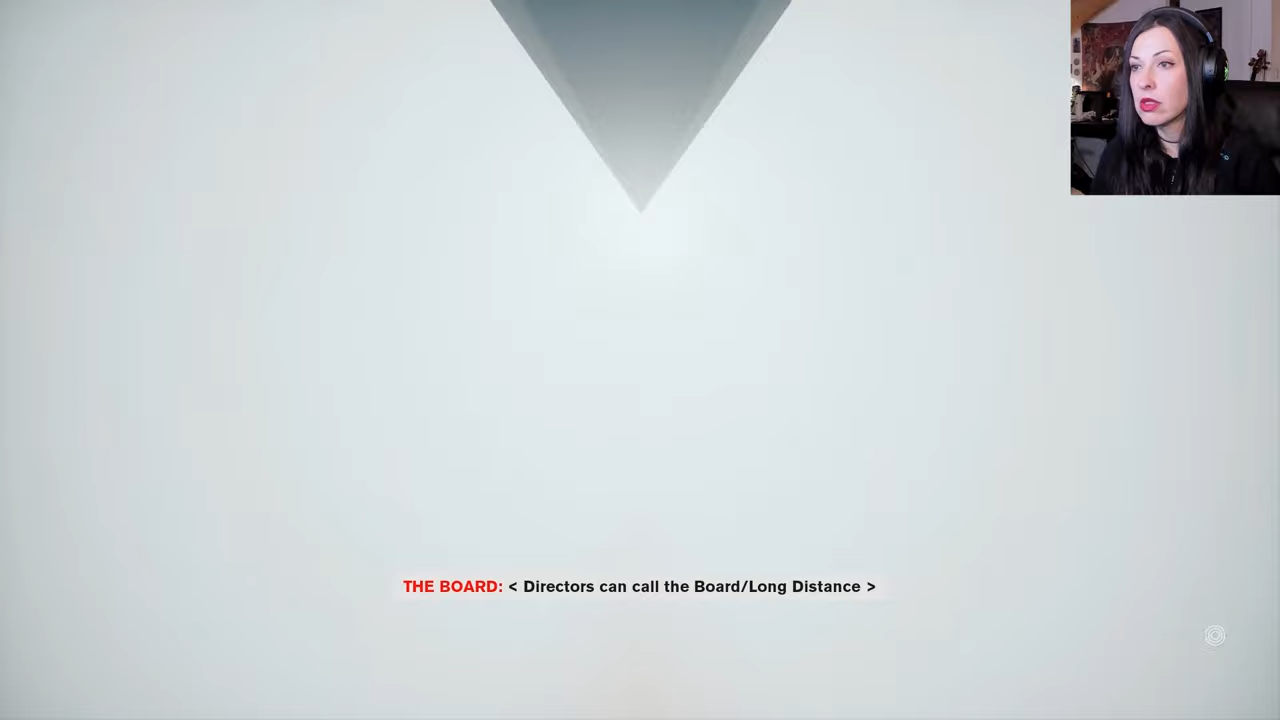 THE BOARD: < Directors can call the Board/Long Distance >